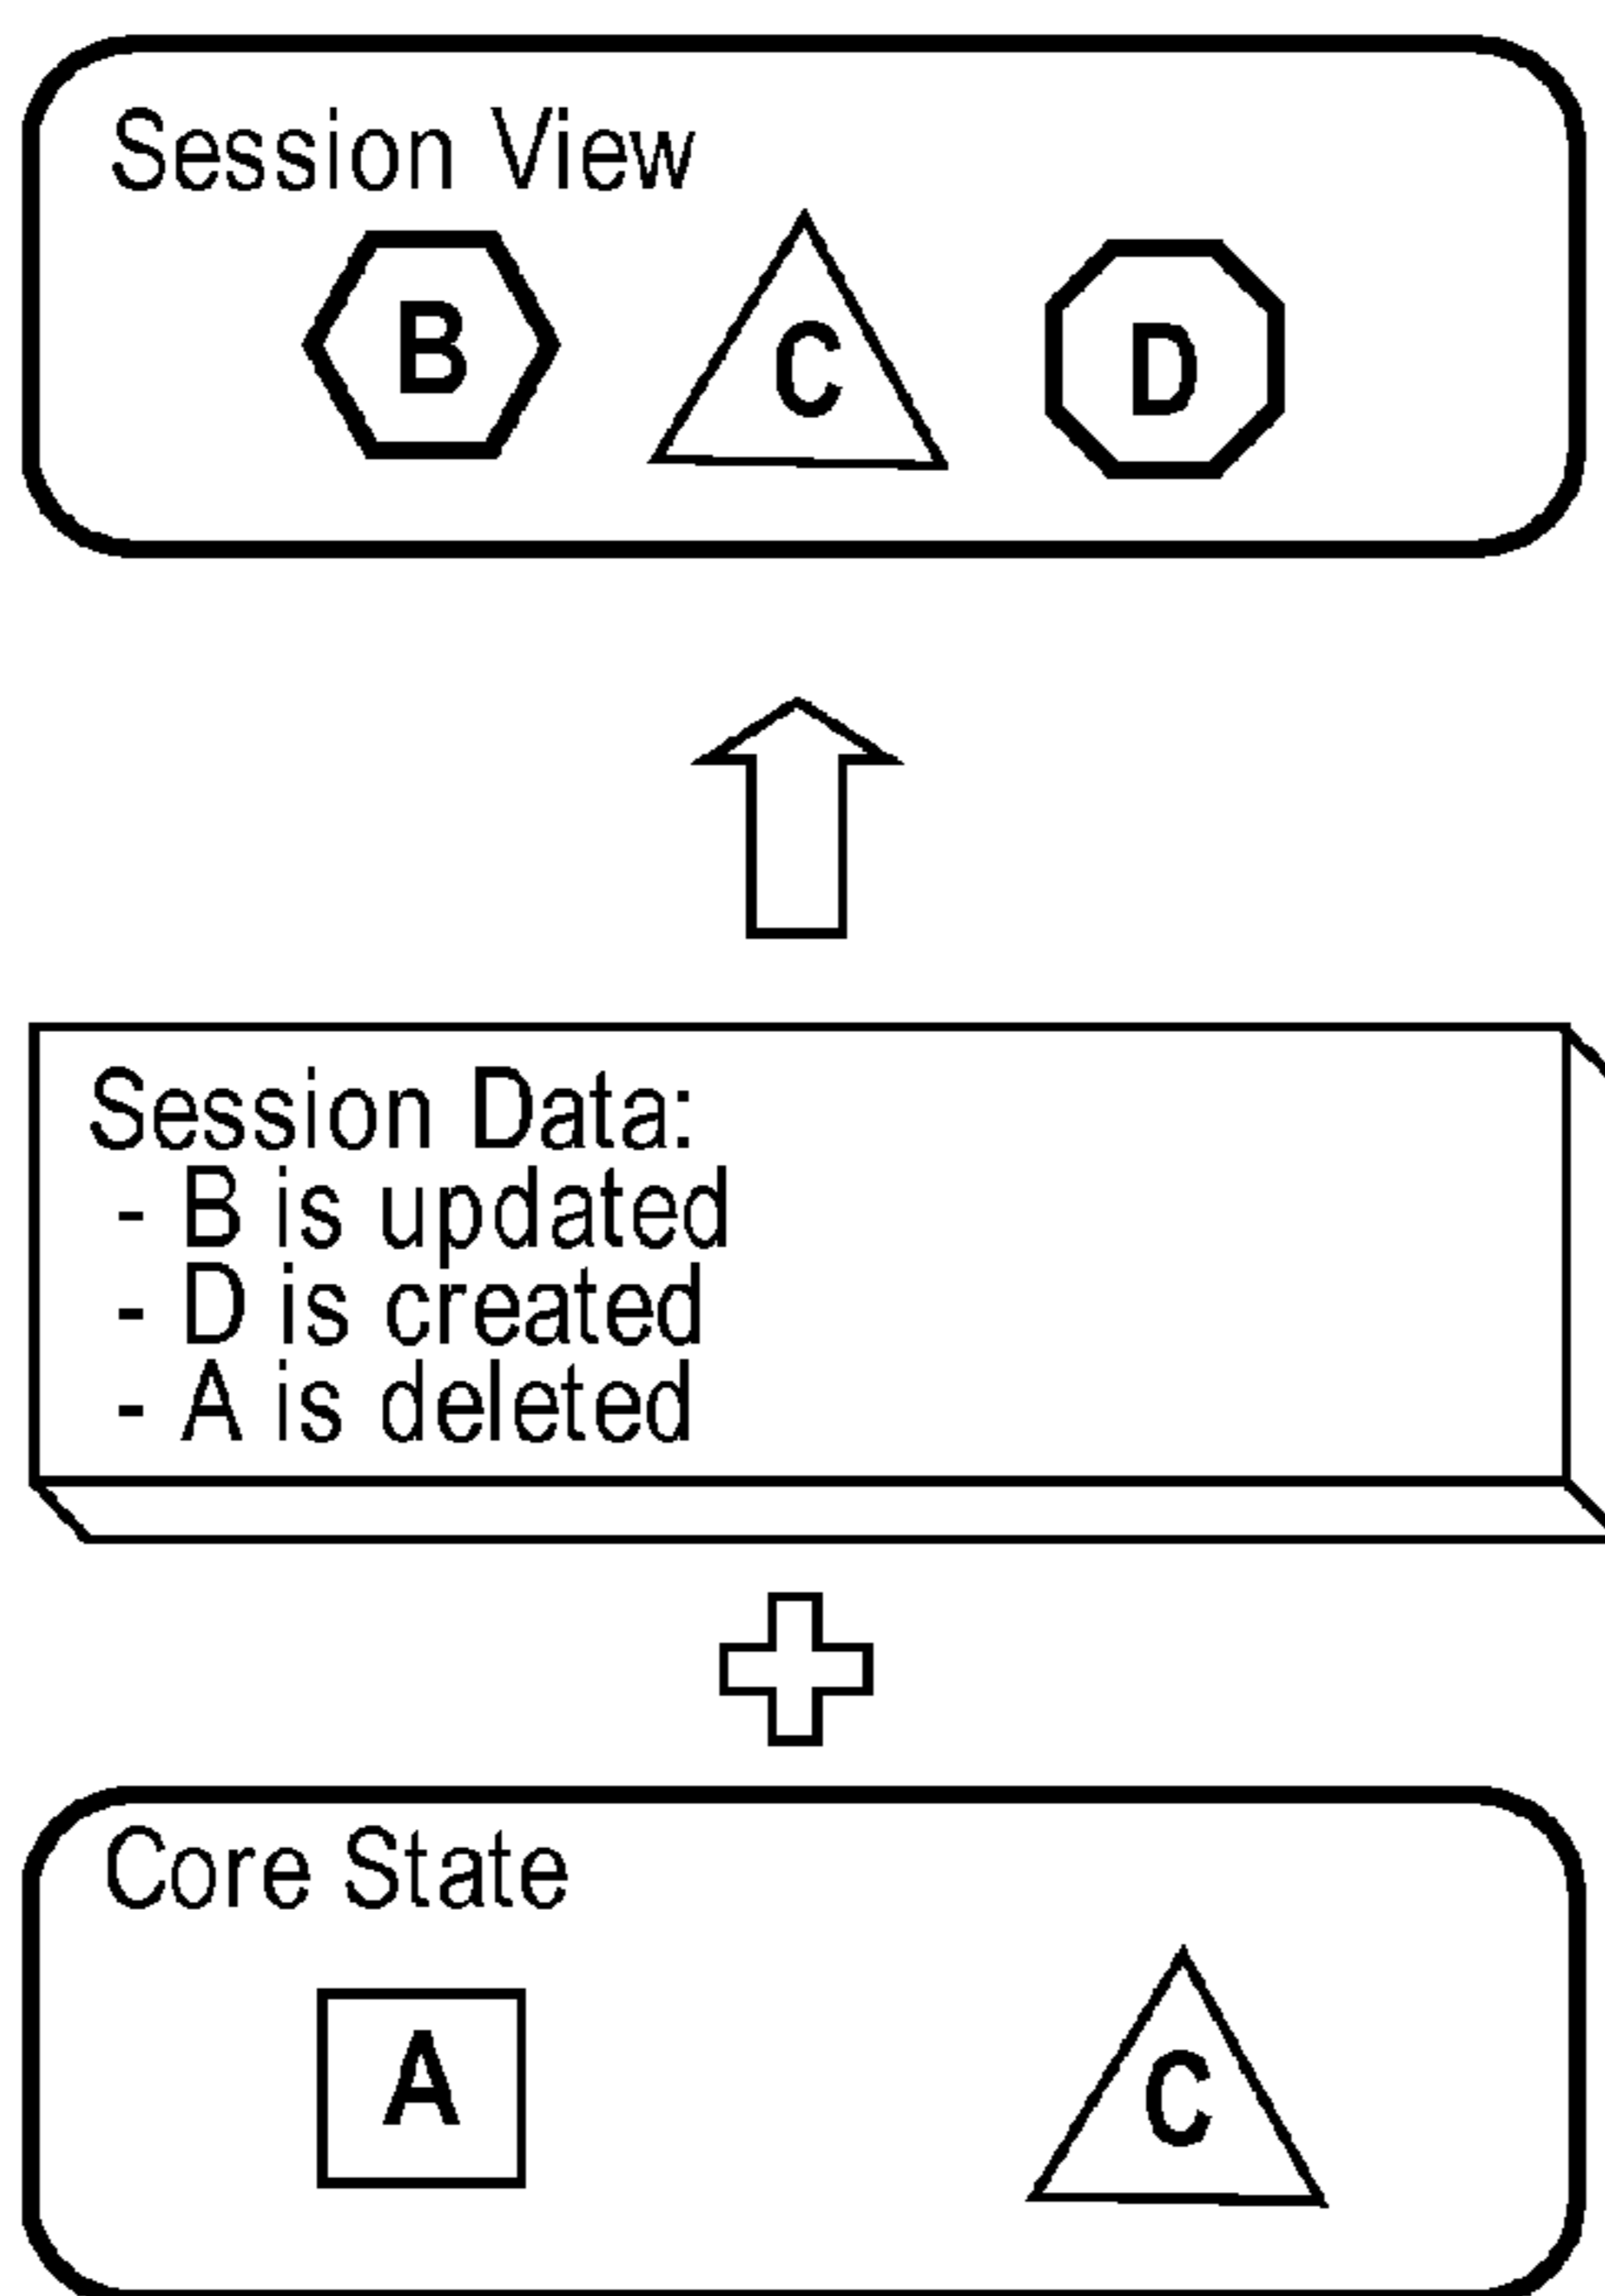 Session View
B C D
Session Data:
- B is updated
- D is created
- A is deleted
Core State
A C